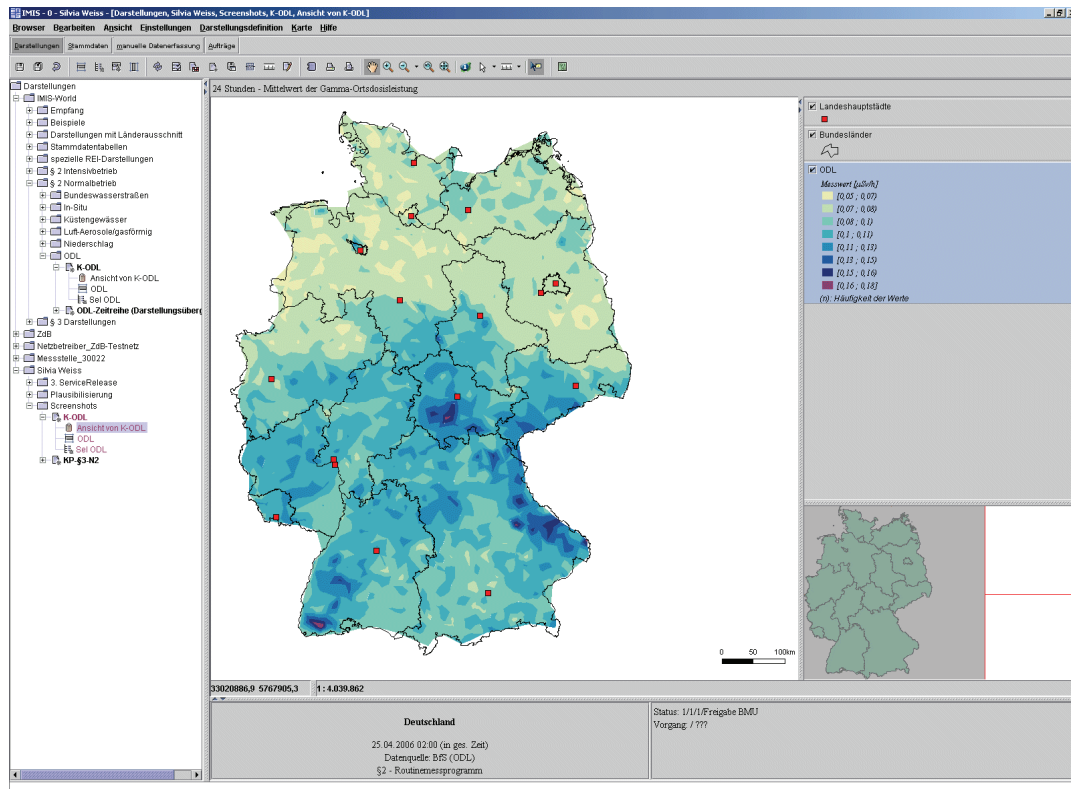 IMIS - 0 - Silvia Weiss - [Darstellungen, Silvia Weiss, Screenshots, K-ODL, Ansicht von K-ODL]
Browser Bearbeiten Ansicht Einstellungen Darstellungsdefinition Karte Hilfe
Darstellungen Stammdaten manuelle Datenerfassung Aufträge
Darstellungen
IMIS-World
Empfang
Beispiele
Darstellungen mit Länderausschnitt
Stammdatentabellen
spezielle REI-Darstellungen
§ 2 Intensivbetrieb
§ 2 Normalbetrieb
Bundeswasserstraßen
In-Situ
Küstengewässer
Luft-Aerosole/gasförmig
Niederschlag
ODL
K-ODL
Ansicht von K-ODL
ODL
Sel ODL
ODL-Zeitreihe (Darstellungsüberg
§ 3 Darstellungen
ZdB
Netzbetreiber_ZdB-Testnetz
Messstelle_30022
Silvia Weiss
3. ServiceRelease
Plausibilisierung
Screenshots
K-ODL
Ansicht von K-ODL
ODL
Sel ODL
KP-§3-N2
24 Stunden - Mittelwert der Gamma-Ortsdosisleistung
0 50 100km
Landeshauptstädte
Bundesländer
ODL
Messwert [µSv/h]
[0,05 ; 0,07)
[0,07 ; 0,08)
[0,08 ; 0,1)
[0,1 ; 0,11)
[0,11 ; 0,13)
[0,13 ; 0,15)
[0,15 ; 0,16)
[0,16 ; 0,18]
(n): Häufigkeit der Werte
33020886,9 5767905,3 1 : 4.039.862
Deutschland
25.04.2006 02:00 (in ges. Zeit)
Datenquelle: BfS (ODL)
§2 - Routinemessprogramm
Status: 1/1/1/Freigabe BMU
Vorgang: / ???